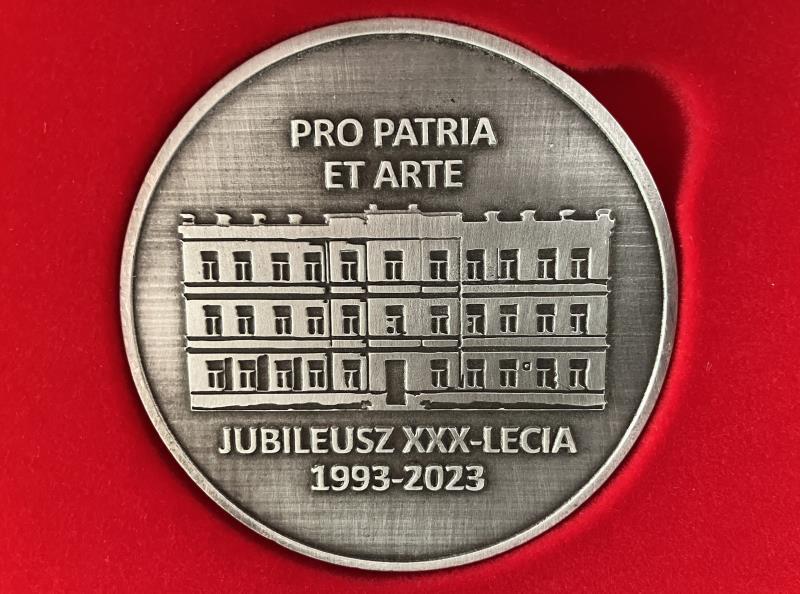 PRO PATRIA
ET ARTE
JUBILEUSZ XXX-LECIA
1993-2023